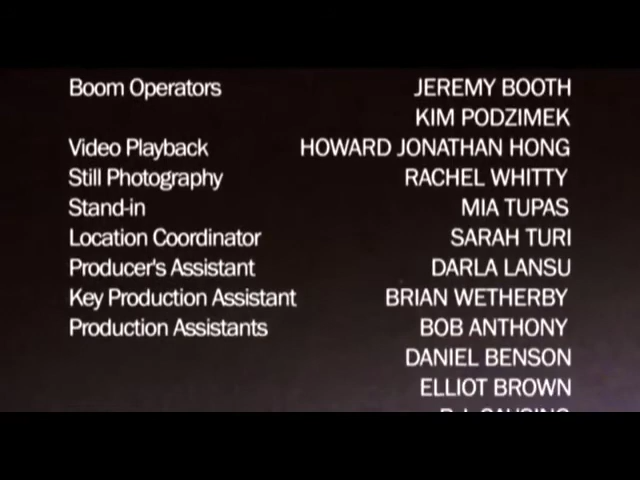 Boom Operators JEREMY BOOTH
KIM PODZIMEK
Video Playback HOWARD JONATHAN HONG
Still Photography RACHEL WHITTY
Stand-in MIA TUPAS
Location Coordinator SARAH TURI
Producer's Assistant DARLA LANSU
Key Production Assistant BRIAN WETHERBY
Production Assistants BOB ANTHONY
DANIEL BENSON
ELLIOT BROWN